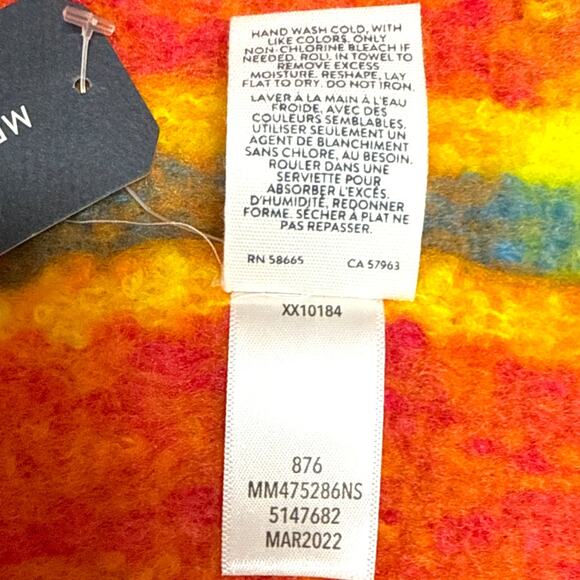 HAND WASH COLD, WITH
LIKE COLORS. ONLY
NON-CHLORINE BLEACH IF
NEEDED. ROLL IN TOWEL TO
REMOVE EXCESS
MOISTURE. RESHAPE, LAY
FLAT TO DRY. DO NOT IRON.
LAVER À LA MAIN À L'EAU
FROIDE, AVEC DES
COULEURS SEMBLABLES.
UTILISER SEULEMENT UN
AGENT DE BLANCHIMENT
SANS CHLORE, AU BESOIN.
ROULER DANS UNE
SERVIETTE POUR
ABSORBER L'EXCÉS.
D'HUMIDITÉ, REDONNER
FORME. SÉCHER À PLAT NE
PAS REPASSER.
RN 58665 CA 57963
XX10184
876
MM475286NS
5147682
MAR2022